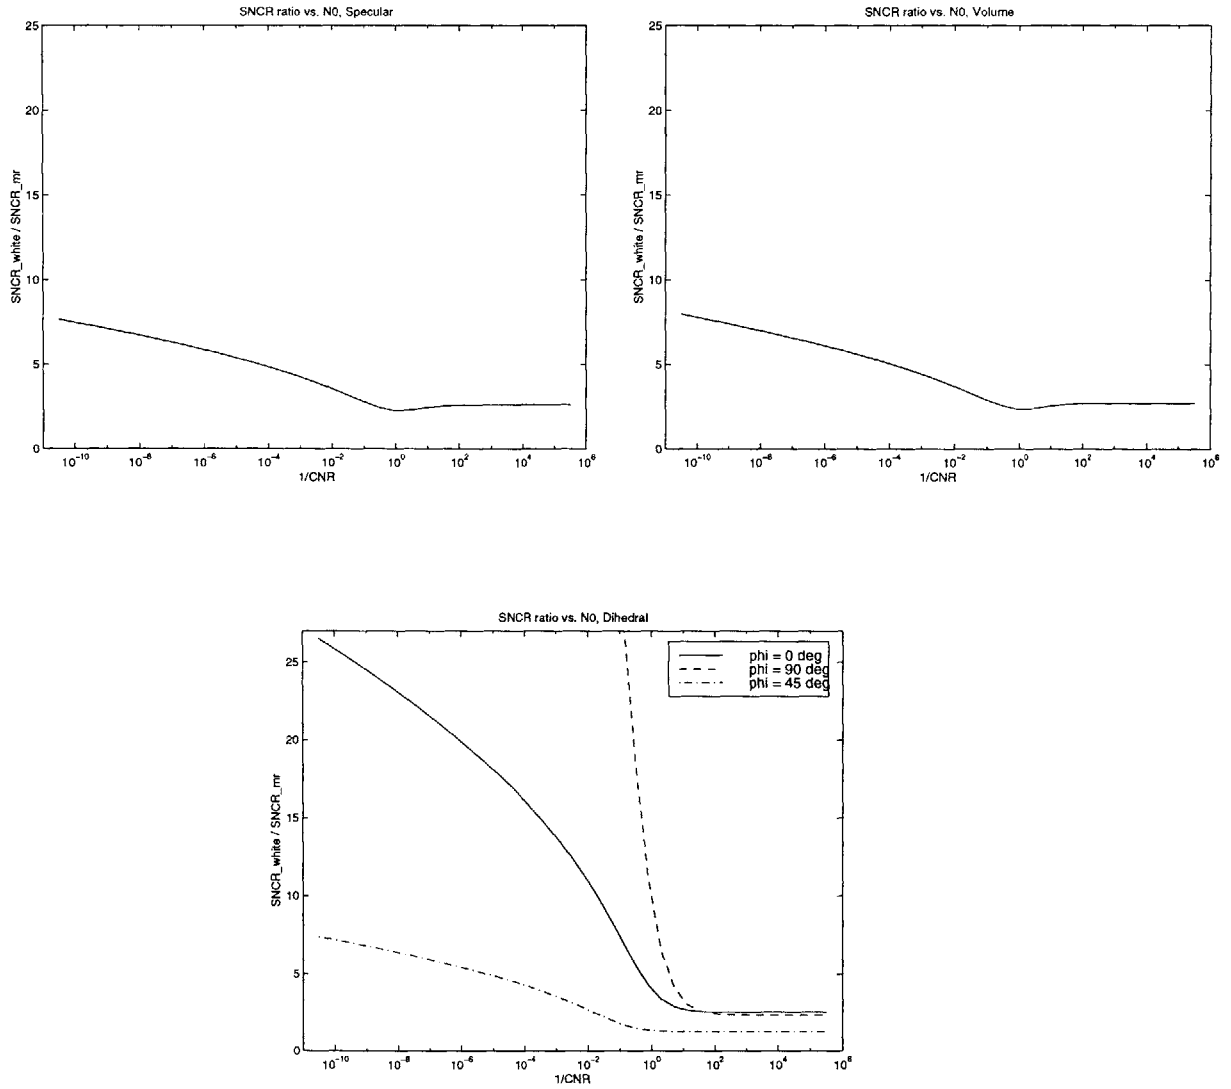 SNCR ratio vs. N0, Specular
25
20
15
10
5
0
SNCR_white / SNCR_mr
10^-10 10^-8 10^-6 10^-4 10^-2 10^0 10^2 10^4 10^6
1/CNR
SNCR ratio vs. N0, Volume
25
20
15
10
5
0
SNCR_white / SNCR_mr
10^-10 10^-8 10^-6 10^-4 10^-2 10^0 10^2 10^4 10^6
1/CNR
SNCR ratio vs. N0, Dihedral
25
20
15
10
5
0
SNCR_white / SNCR_mr
phi = 0 deg
phi = 90 deg
phi = 45 deg
10^-10 10^-8 10^-6 10^-4 10^-2 10^0 10^2 10^4 10^6
1/CNR